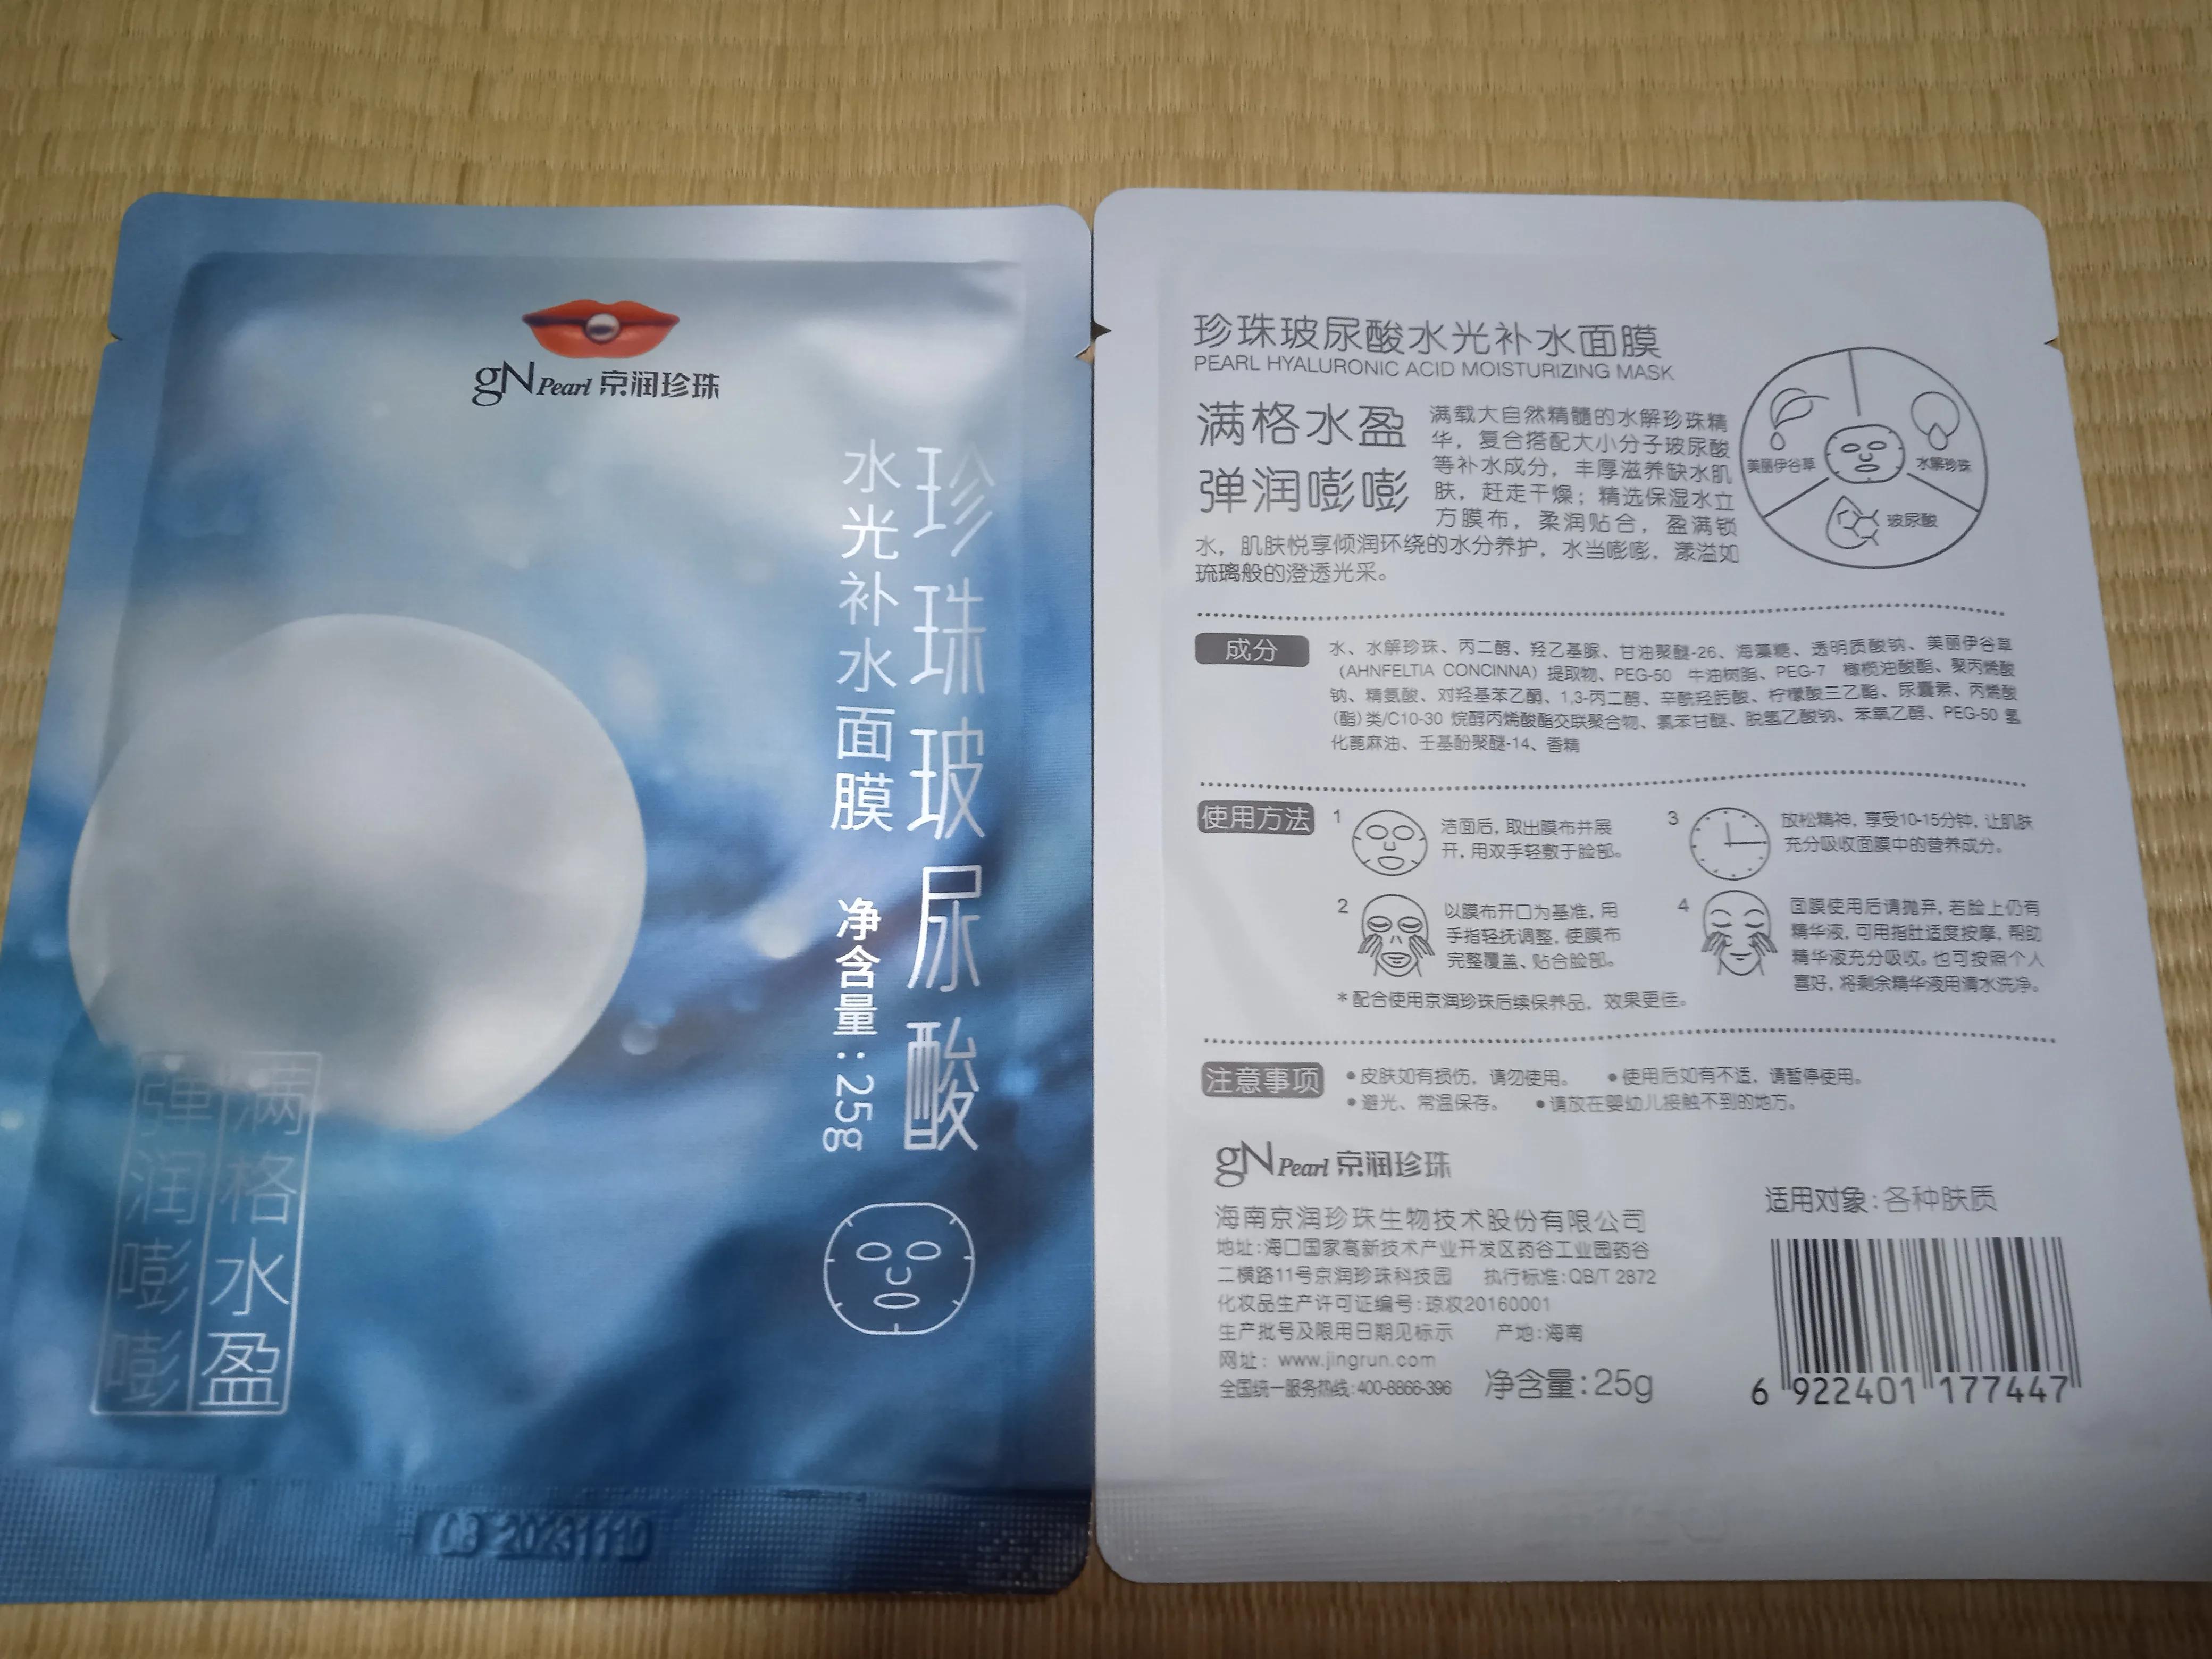 gN Pearl 京润珍珠
珍珠玻尿酸
水光补水面膜
净含量:25g
满格水盈
弹润嘭嘭
20231110
珍珠玻尿酸水光补水面膜
PEARL HYALURONIC ACID MOISTURIZING MASK
满格水盈
弹润嘭嘭
满载大自然精髓的水解珍珠精
华，复合搭配大小分子玻尿酸
等补水成分，丰厚滋养缺水肌
肤，赶走干燥；精选保湿水立
方膜布，柔润贴合，盈满锁
水，肌肤悦享倾润环绕的水分养护，水当嘭嘭，漾溢如
琉璃般的澄透光采。
美丽伊谷草
水解珍珠
玻尿酸
成分
水、水解珍珠、丙二醇、羟乙基脲、甘油聚醚-26、海藻糖、透明质酸钠、美丽伊谷草
（AHNFELTIA CONCINNA）提取物、PEG-50 牛油树脂、PEG-7 橄榄油酸酯、聚丙烯酸
钠、精氨酸、对羟基苯乙酮、1,3-丙二醇、辛酰羟肟酸、柠檬酸三乙酯、尿囊素、丙烯酸
(酯)类/C10-30 烷醇丙烯酸酯交联聚合物、氯苯甘醚、脱氢乙酸钠、苯氧乙醇、PEG-50 氢
化蓖麻油、壬基酚聚醚-14、香精
使用方法
1
洁面后，取出膜布并展
开，用双手轻敷于脸部。
2
以膜布开口为基准，用
手指轻抚调整，使膜布
完整覆盖、贴合脸部。
3
放松精神，享受10-15分钟，让肌肤
充分吸收面膜中的营养成分。
4
面膜使用后请抛弃，若脸上仍有
精华液，可用指肚适度按摩，帮助
精华液充分吸收。也可按照个人
喜好，将剩余精华液用清水洗净。
*配合使用京润珍珠后续保养品，效果更佳。
注意事项
•皮肤如有损伤，请勿使用。 •使用后如有不适，请暂停使用。
•避光、常温保存。 •请放在婴幼儿接触不到的地方。
gN Pearl 京润珍珠
海南京润珍珠生物技术股份有限公司
地址:海口国家高新技术产业开发区药谷工业园药谷
二横路11号京润珍珠科技园 执行标准:QB/T 2872
化妆品生产许可证编号:琼妆20160001
生产批号及限用日期见标示 产地:海南
网址：www.jingrun.com
全国统一服务热线:400-8866-396 净含量:25g
适用对象:各种肤质
6 922401 177447